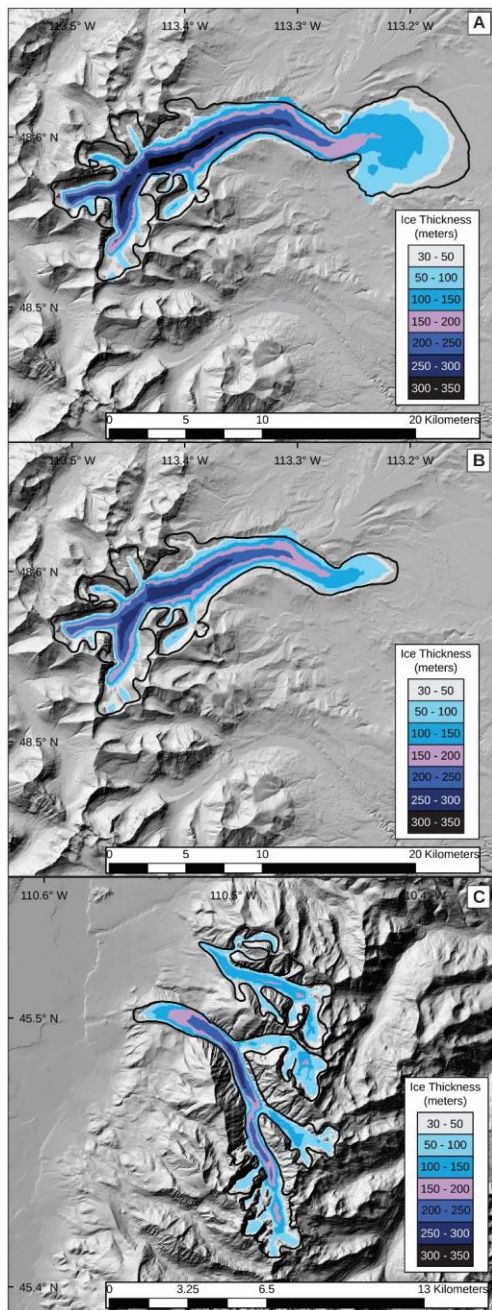 A
113.5° W 113.4° W 113.3° W 113.2° W
48.6° N
48.5° N
Ice Thickness
(meters)
30 - 50
50 - 100
100 - 150
150 - 200
200 - 250
250 - 300
300 - 350
0 5 10 20 Kilometers
B
113.5° W 113.4° W 113.3° W 113.2° W
48.6° N
48.5° N
Ice Thickness
(meters)
30 - 50
50 - 100
100 - 150
150 - 200
200 - 250
250 - 300
300 - 350
0 5 10 20 Kilometers
C
110.6° W 110.5° W 110.4° W
45.5° N
45.4° N
Ice Thickness
(meters)
30 - 50
50 - 100
100 - 150
150 - 200
200 - 250
250 - 300
300 - 350
0 3.25 6.5 13 Kilometers